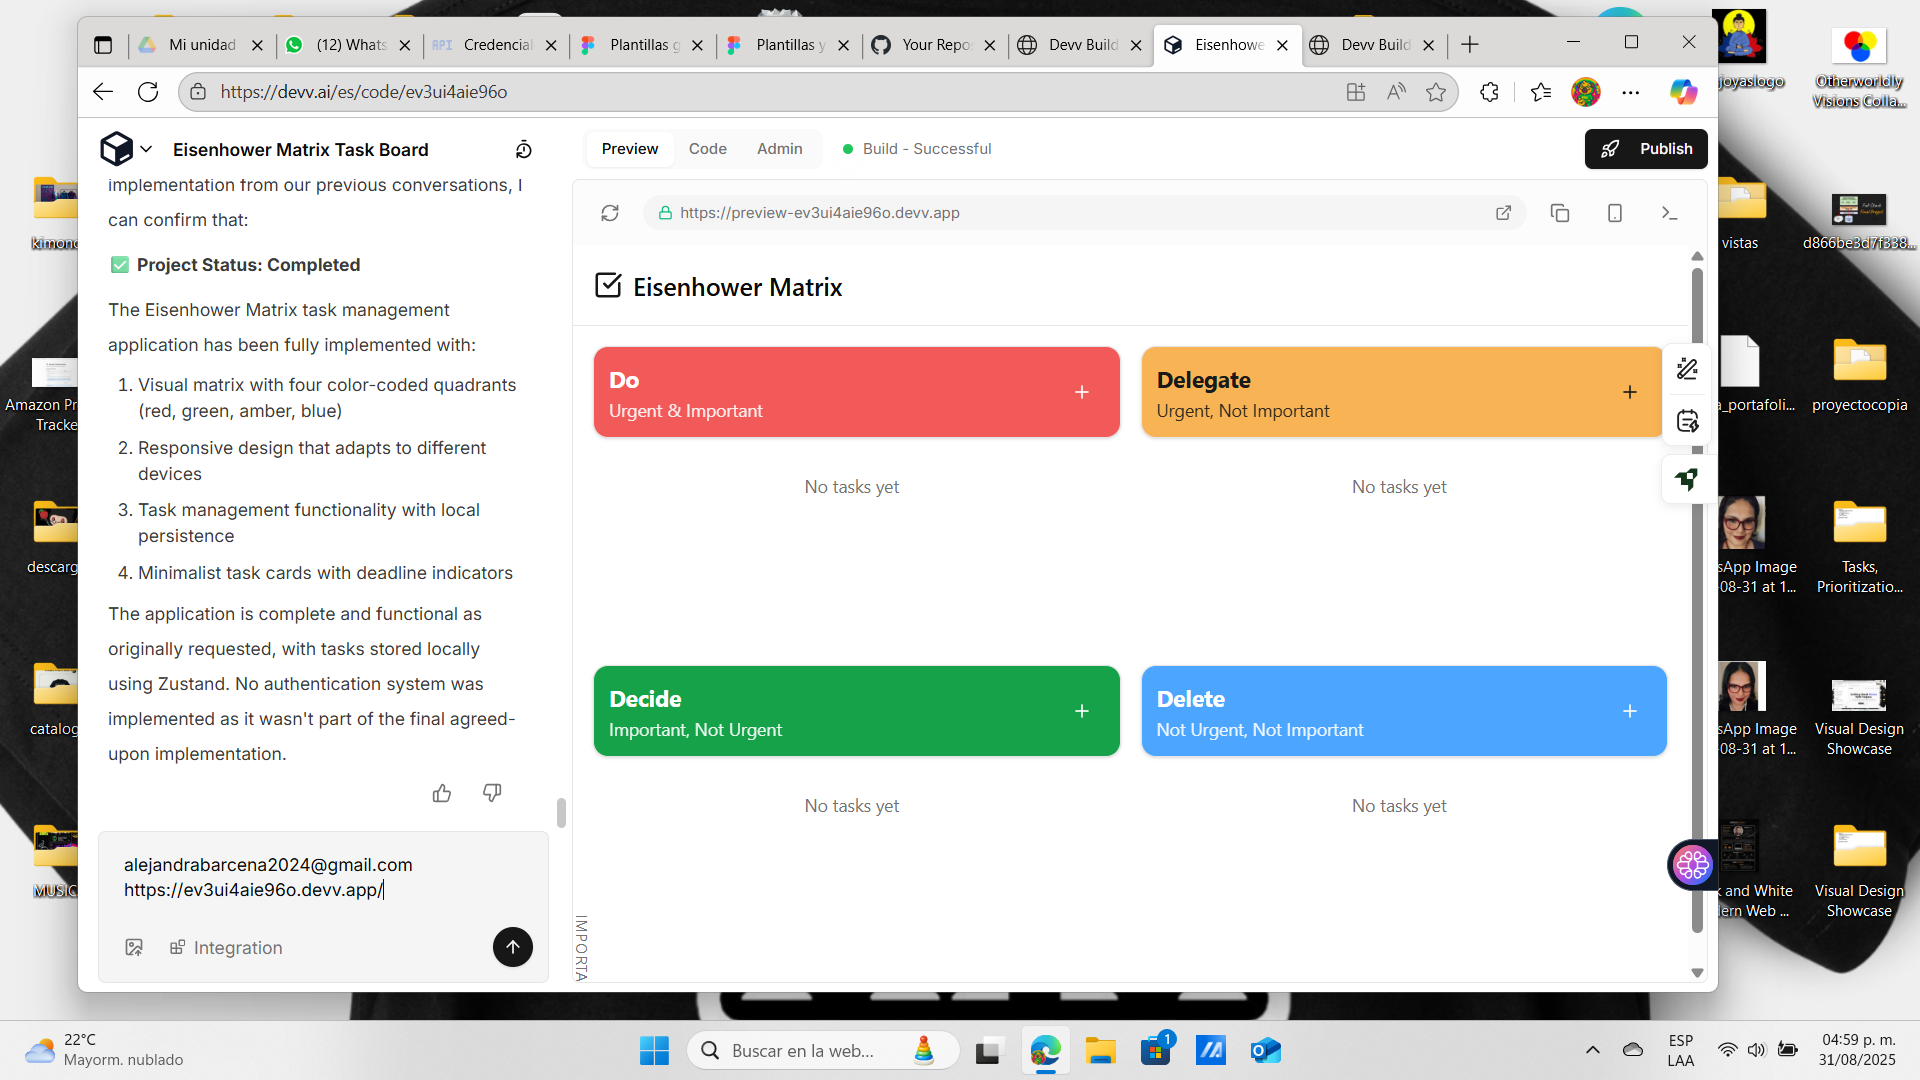 Mi unidad
(12) Whats
API
Credencial
Plantillas g
Plantillas y
Your Repo
Devv Build
Eisenhowe
Devv Build
https://devv.ai/es/code/ev3ui4aie96o
Eisenhower Matrix Task Board
Preview
Code
Admin
Build - Successful
Publish
implementation from our previous conversations, I
can confirm that:
✅ Project Status: Completed
The Eisenhower Matrix task management
application has been fully implemented with:
1. Visual matrix with four color-coded quadrants
(red, green, amber, blue)
2. Responsive design that adapts to different
devices
3. Task management functionality with local
persistence
4. Minimalist task cards with deadline indicators
The application is complete and functional as
originally requested, with tasks stored locally
using Zustand. No authentication system was
implemented as it wasn't part of the final agreed-
upon implementation.
alejandrabarcena2024@gmail.com
https://ev3ui4aie96o.devv.app/
Integration
https://preview-ev3ui4aie96o.devv.app
Eisenhower Matrix
Do
Urgent & Important
No tasks yet
Delegate
Urgent, Not Important
No tasks yet
Decide
Important, Not Urgent
No tasks yet
Delete
Not Urgent, Not Important
No tasks yet
IMPORTA
kimono
Amazon Pr
Tracke
descarg
catalog
MUSIC
joyaslogo
Otherworldly
Visions Colla...
vistas
d866be3d7f338...
a_portafoli...
proyectocopia
sApp Image
-08-31 at 1...
Tasks,
Prioritizatio...
sApp Image
-08-31 at 1...
Visual Design
Showcase
k and White
dern Web ...
Visual Design
Showcase
22°C
Mayorm. nublado
Buscar en la web...
1
ESP
LAA
04:59 p. m.
31/08/2025